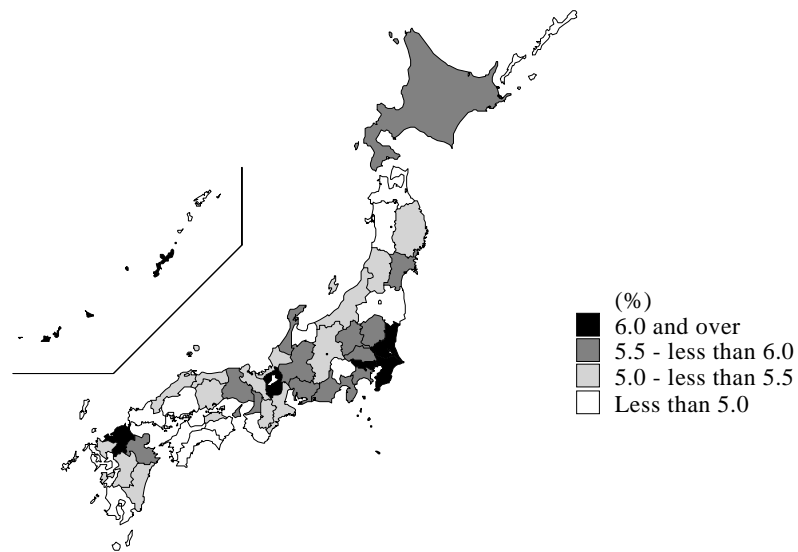 (%)
6.0 and over
5.5 - less than 6.0
5.0 - less than 5.5
Less than 5.0